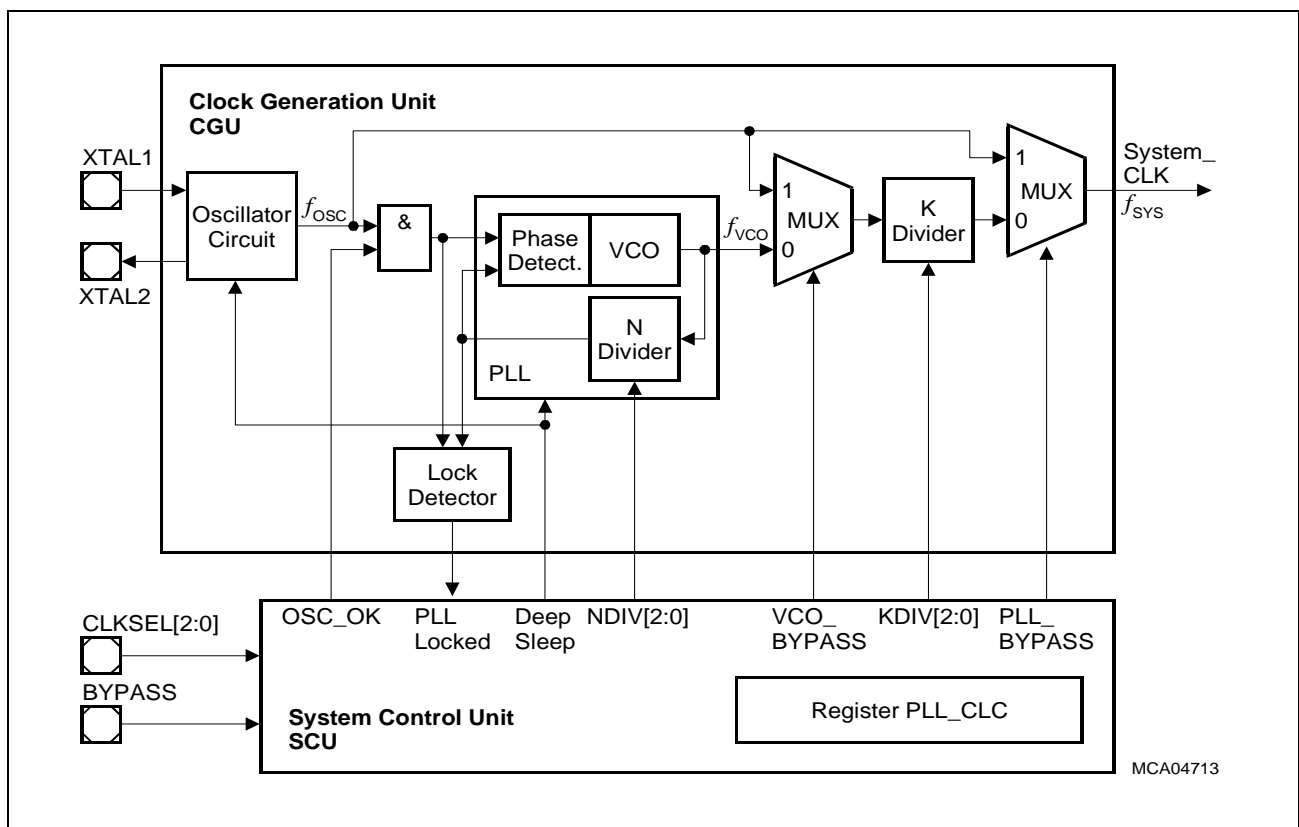 Clock Generation Unit
CGU
XTAL1
XTAL2
Oscillator
Circuit
fOSC
&
Phase
Detect.
VCO
N
Divider
PLL
fVCO
1
MUX
0
K
Divider
1
MUX
0
System_
CLK
fSYS
Lock
Detector
OSC_OK
PLL
Locked
Deep
Sleep
NDIV[2:0]
VCO_
BYPASS
KDIV[2:0]
PLL_
BYPASS
CLKSEL[2:0]
BYPASS
System Control Unit
SCU
Register PLL_CLC
MCA04713